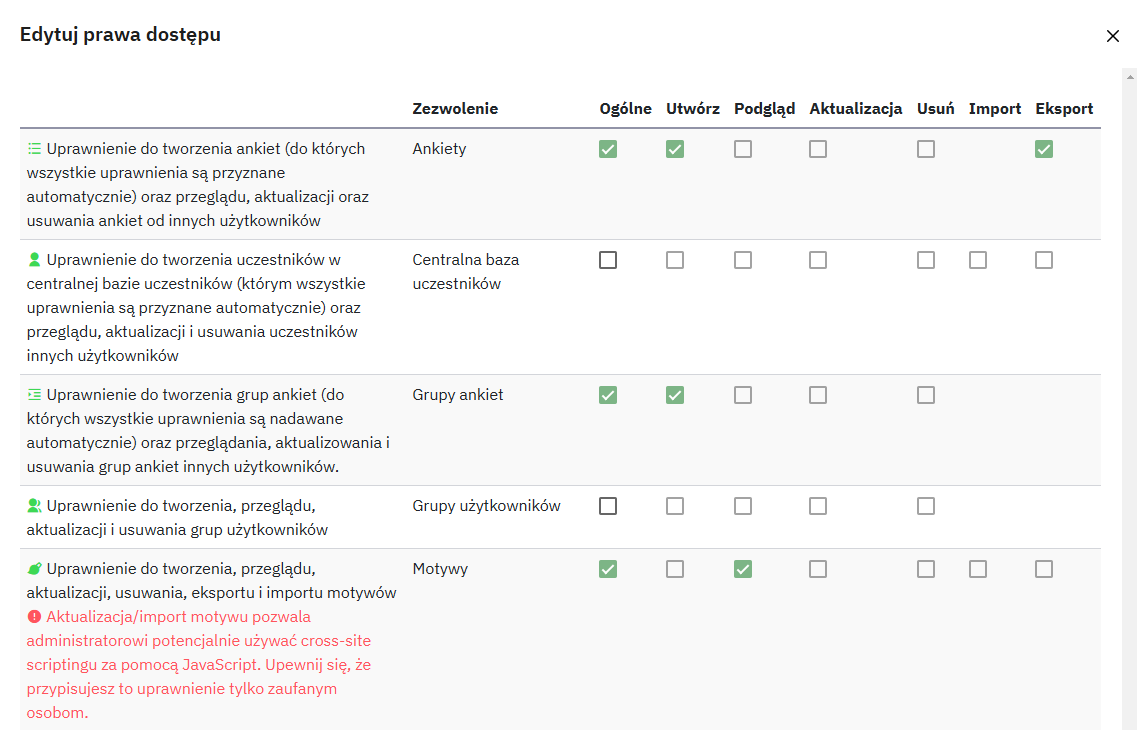 Edytuj prawa dostępu
Zezwolenie Ogólne Utwórz Podgląd Aktualizacja Usuń Import Eksport
Uprawnienie do tworzenia ankiet (do których
wszystkie uprawnienia są przyznane
automatycznie) oraz przeglądu, aktualizacji oraz
usuwania ankiet od innych użytkowników
Ankiety
Uprawnienie do tworzenia uczestników w
centralnej bazie uczestników (którym wszystkie
uprawnienia są przyznane automatycznie) oraz
przeglądu, aktualizacji i usuwania uczestników
innych użytkowników
Centralna baza
uczestników
Uprawnienie do tworzenia grup ankiet (do
których wszystkie uprawnienia są nadawane
automatycznie) oraz przeglądania, aktualizowania i
usuwania grup ankiet innych użytkowników.
Grupy ankiet
Uprawnienie do tworzenia, przeglądu,
aktualizacji i usuwania grup użytkowników
Grupy użytkowników
Uprawnienie do tworzenia, przeglądu,
aktualizacji, usuwania, eksportu i importu motywów
Aktualizacja/import motywu pozwala
administratorowi potencjalnie używać cross-site
scriptingu za pomocą JavaScript. Upewnij się, że
przypisujesz to uprawnienie tylko zaufanym
osobom.
Motywy